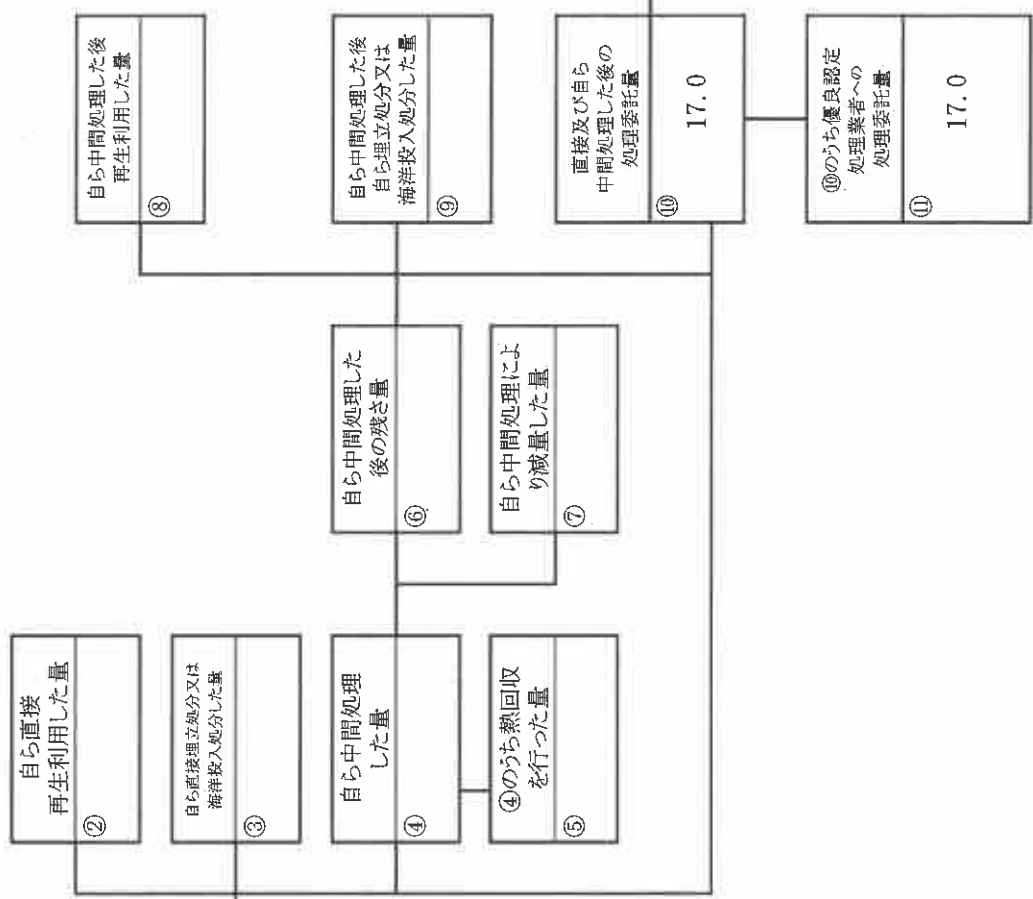 自ら直接
再生利用した量
②
自ら直接埋立処分又は
海洋投入処分した量
③
自ら中間処理
した量
④
④のうち熱回収
を行った量
⑤
自ら中間処理した
後の残さ量
⑥
自ら中間処理によ
り減量した量
⑦
自ら中間処理した後
再生利用した量
⑧
自ら中間処理した後
自ら埋立処分又は
海洋投入処分した量
⑨
直接及び自ら
中間処理した後の
処理委託量
⑩
17.0
⑩のうち優良認定
処理業者への
処理委託量
⑪
17.0